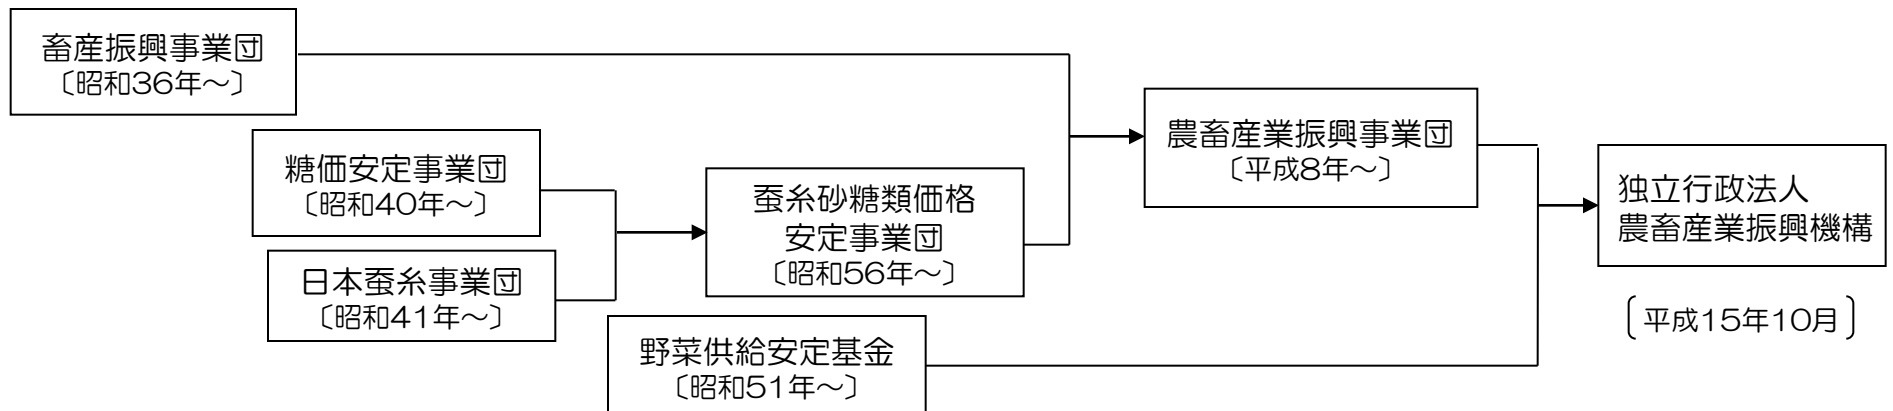 畜産振興事業団
〔昭和36年～〕
糖価安定事業団
〔昭和40年～〕
日本蚕糸事業団
〔昭和41年～〕
蚕糸砂糖類価格
安定事業団
〔昭和56年～〕
野菜供給安定基金
〔昭和51年～〕
農畜産業振興事業団
〔平成8年～〕
独立行政法人
農畜産業振興機構
〔平成15年10月〕